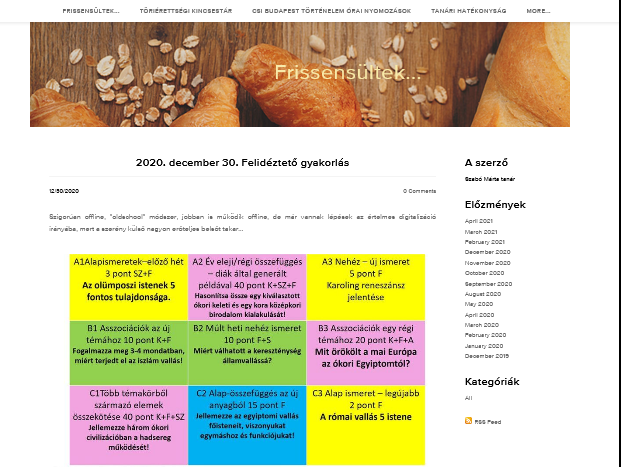 FRISSENSÜLTEK... TÖRIÉRETTSÉGI KINCSESTÁR CSI BUDAPEST TÖRTÉNELEM ÓRAI NYOMOZÁSOK TANÁRI HATÉKONYSÁG MORE...
Frissensültek...
2020. december 30. Felidéztető gyakorlás
12/30/2020
0 Comments
Szigorúan offline, "oldschool" módszer, jobban is működik offline, de már vannak lépések az értelmes digitalizáció
irányába, mert a szerény külső nagyon erőteljes belsőt takar...
A1Alapismeretek–előző hét
3 pont SZ+F
Az olümposzi istenek 5
fontos tulajdonsága.
A2 Év eleji/régi összefüggés
– diák által generált
példával 40 pont K+SZ+F
Hasonlítsa össze egy kiválasztott
ókori keleti és egy kora középkori
birodalom kialakulását!
A3 Nehéz – új ismeret
5 pont F
Karoling reneszánsz
jelentése
B1 Asszociációk az új
témához 10 pont K+F
Fogalmazza meg 3-4 mondatban,
miért terjedt el az iszlám vallás!
B2 Múlt heti nehéz ismeret
10 pont F+S
Miért válhatott a kereszténység
államvallássá?
B3 Asszociációk egy régi
témához 20 pont K+F+A
Mit örökölt a mai Európa
az ókori Egyiptomtól?
C1Több témakörből
származó elemek
összekötése 40 pont K+F+SZ
Jellemezze három ókori
civilizációban a hadsereg
működését!
C2 Alap-összefüggés az új
anyagból 15 pont F
Jellemezze az egyiptomi vallás
főisteneit, viszonyukat
egymáshoz és funkciójukat!
C3 Alap ismeret – legújabb
2 pont F
A római vallás 5 istene
A szerző
Szabó Márta tanár
Előzmények
April 2021
March 2021
February 2021
December 2020
November 2020
October 2020
September 2020
August 2020
May 2020
April 2020
March 2020
February 2020
January 2020
December 2019
Kategóriák
All
RSS Feed